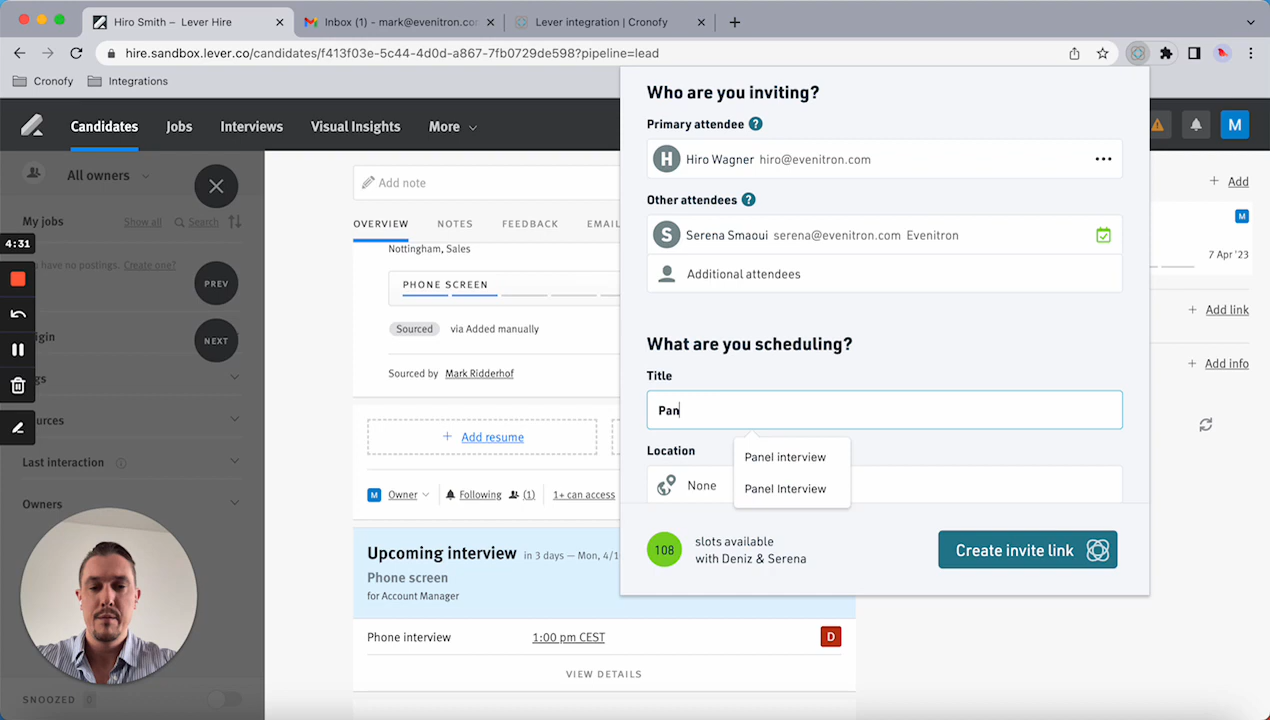 Hiro Smith – Lever Hire
Inbox (1) - mark@evenitron.co
Lever integration | Cronofy
hire.sandbox.lever.co/candidates/f413f03e-5c44-4d0d-a867-7fb0729de598?pipeline=lead
Cronofy
Integrations
Candidates
Jobs
Interviews
Visual Insights
More
M
All owners
My jobs
Show all
Search
4:31
have no postings. Create one?
PREV
igin
NEXT
gs
urces
Last interaction
Owners
SNOOZED 0
Add note
OVERVIEW
NOTES
FEEDBACK
EMAIL
Nottingham, Sales
PHONE SCREEN
Sourced
via Added manually
Sourced by Mark Ridderhof
+ Add resume
M Owner
Following
(1)
1+ can access
Upcoming interview in 3 days — Mon, 4/1
Phone screen
for Account Manager
Phone interview
1:00 pm CEST
D
VIEW DETAILS
Who are you inviting?
Primary attendee ?
H Hiro Wagner hiro@evenitron.com
Other attendees ?
S Serena Smaoui serena@evenitron.com Evenitron
Additional attendees
What are you scheduling?
Title
Pan
Panel interview
Panel Interview
Location
None
108
slots available
with Deniz & Serena
Create invite link
+ Add
M
7 Apr '23
+ Add link
+ Add info